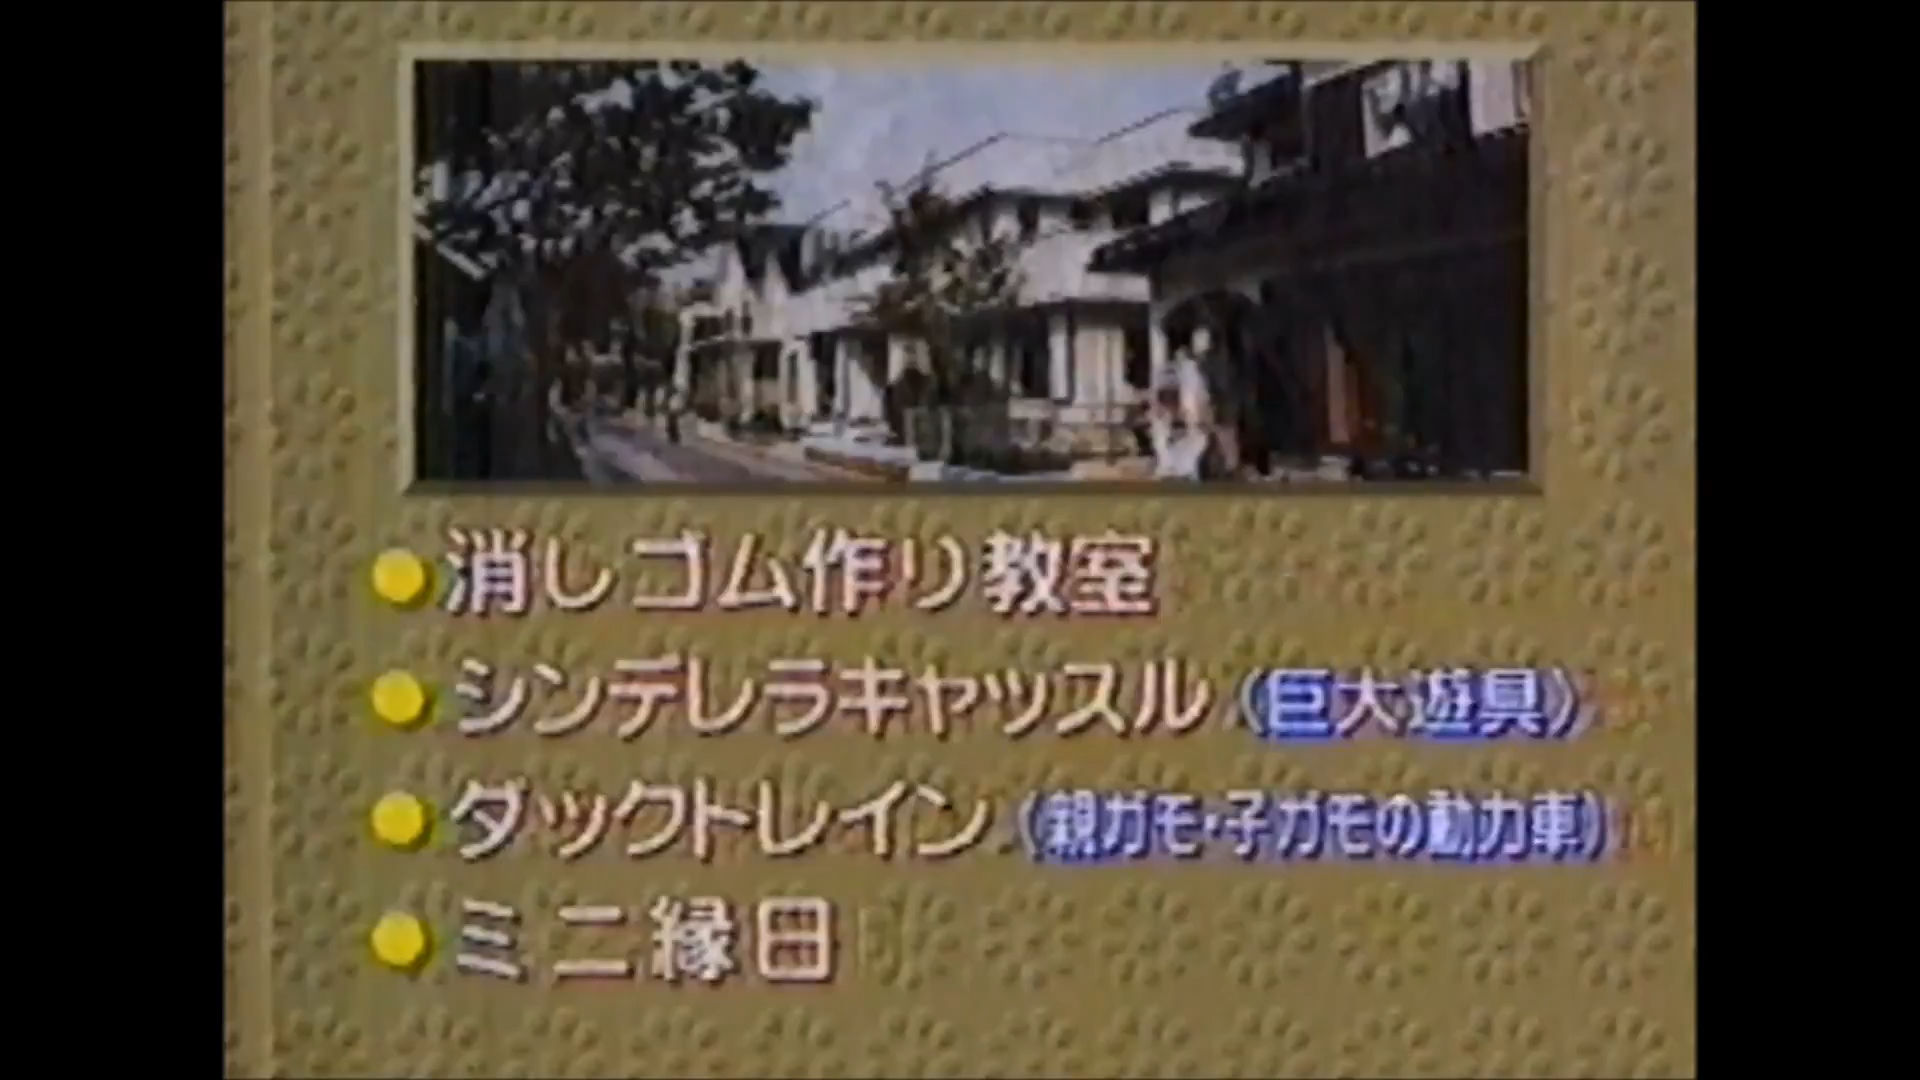 ●消しゴム作り教室
●シンデレラキャッスル〈巨大遊具〉
●ダックトレイン〈親ガモ・子ガモの動力車〉
●ミニ縁日